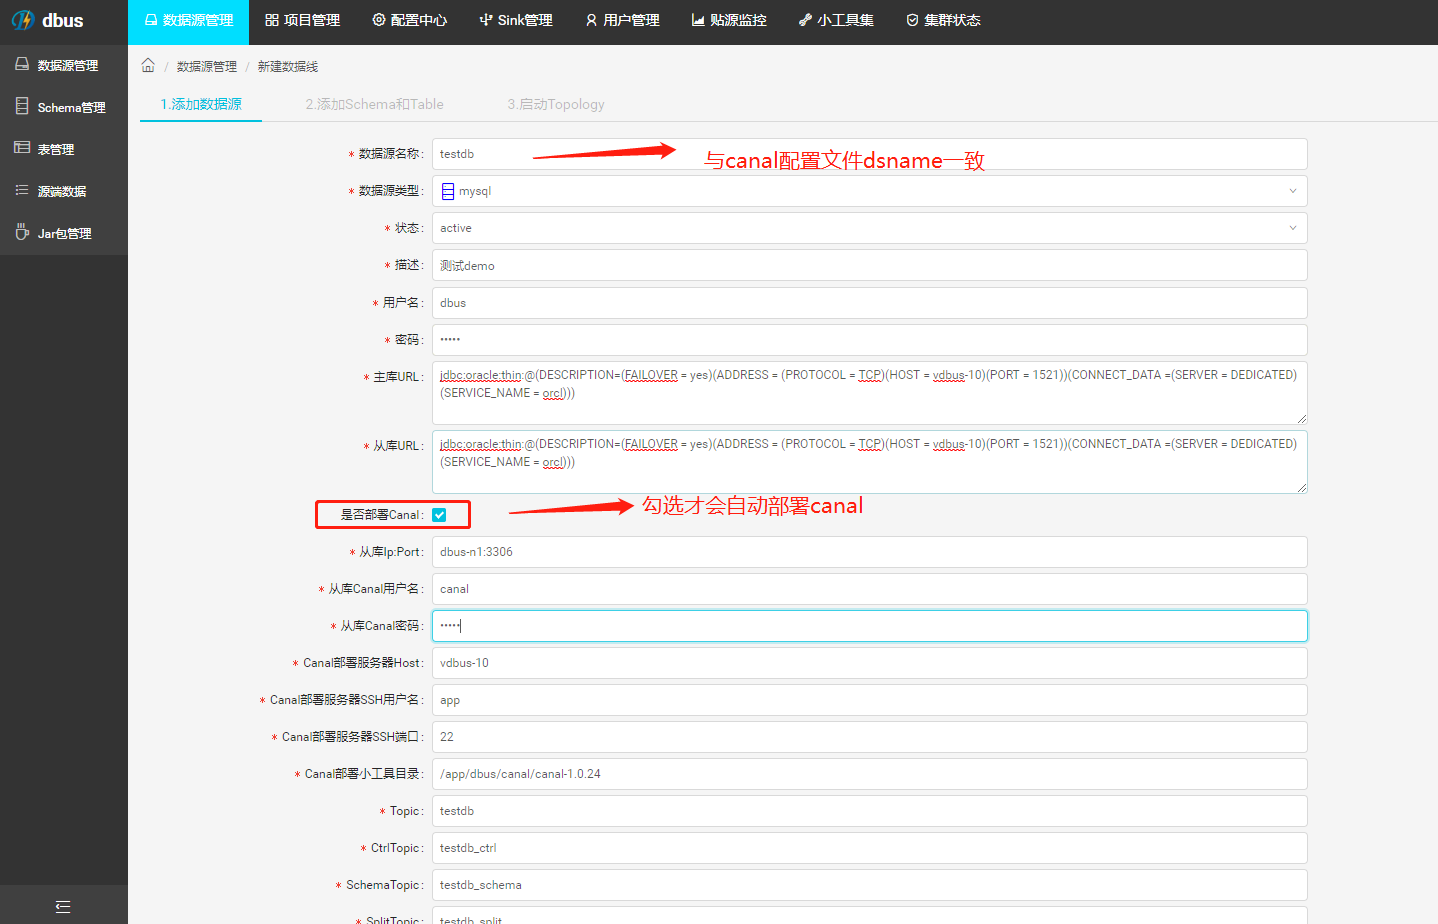 dbus
数据源管理
项目管理
配置中心
Sink管理
用户管理
贴源监控
小工具集
集群状态
数据源管理
Schema管理
表管理
源端数据
Jar包管理
/ 数据源管理 / 新建数据线
1.添加数据源
2.添加Schema和Table
3.启动Topology
* 数据源名称: testdb
与canal配置文件dsname一致
* 数据源类型: mysql
* 状态: active
* 描述: 测试demo
* 用户名: dbus
* 密码: •••••
* 主库URL: jdbc:oracle:thin:@(DESCRIPTION=(FAILOVER = yes)(ADDRESS = (PROTOCOL = TCP)(HOST = vdbus-10)(PORT = 1521))(CONNECT_DATA =(SERVER = DEDICATED)
(SERVICE_NAME = orcl)))
* 从库URL: jdbc:oracle:thin:@(DESCRIPTION=(FAILOVER = yes)(ADDRESS = (PROTOCOL = TCP)(HOST = vdbus-10)(PORT = 1521))(CONNECT_DATA =(SERVER = DEDICATED)
(SERVICE_NAME = orcl)))
是否部署Canal:
勾选才会自动部署canal
* 从库Ip:Port: dbus-n1:3306
* 从库Canal用户名: canal
* 从库Canal密码: •••••
* Canal部署服务器Host: vdbus-10
* Canal部署服务器SSH用户名: app
* Canal部署服务器SSH端口: 22
* Canal部署小工具目录: /app/dbus/canal/canal-1.0.24
* Topic: testdb
* CtrlTopic: testdb_ctrl
* SchemaTopic: testdb_schema
* SplitTopic: testdb_split